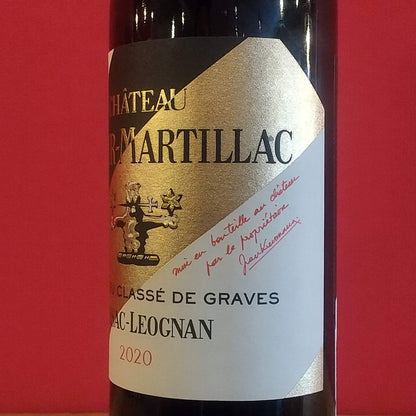 CHÂTEAU
R-MARTILLAC
mis en bouteille au château
par le propriétaire
U CLASSÉ DE GRAVES
AC-LEOGNAN
2020